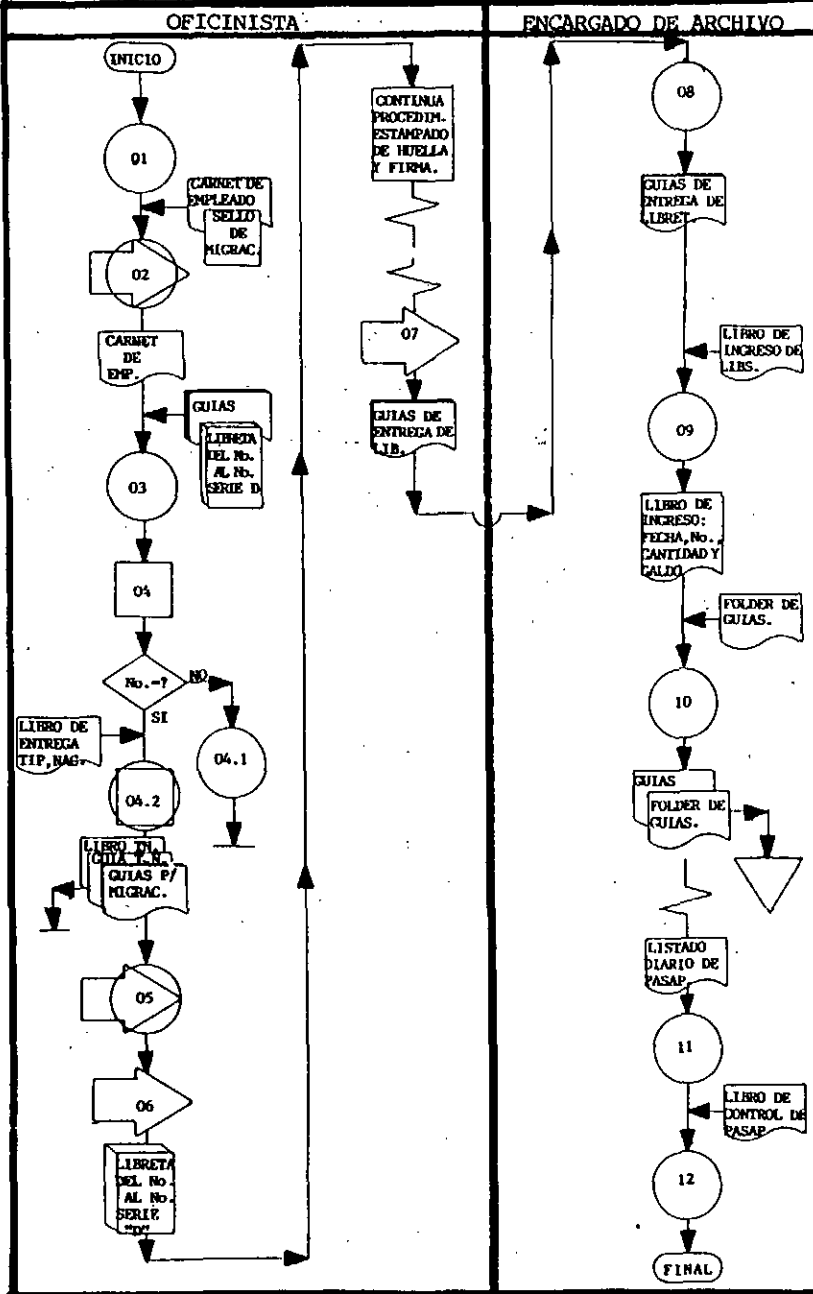 OFICINISTA
ENCARGADO DE ARCHIVO
INICIO
01
CARNET DE
EMPLEADO
SELLO
DE
MIGRAC.
02
CARNET
DE
EMP.
GUIAS
LIBRETA
DEL No.
AL No.
SERIE D
03
04
No.=?
NO
SI
LIBRO DE
ENTREGA
TIP, NAC.
04.1
04.2
LIBRO TN.
GUIA T.N.
GUIAS P/
MIGRAC.
05
06
LIBRETA
DEL No.
AL No.
SERIE
"D"
CONTINUA
PROCEDIM.
ESTAMPADO
DE HUELLA
Y FIRMA.
07
GUIAS DE
ENTREGA DE
LIB.
08
GUIAS DE
ENTREGA DE
LIBRET.
LIBRO DE
INGRESO DE
LIBS.
09
LIBRO DE
INGRESO:
FECHA, No.,
CANTIDAD Y
SALDO
FOLDER DE
GUIAS.
10
GUIAS
FOLDER DE
GUIAS.
LISTADO
DIARIO DE
PASAP.
11
LIBRO DE
CONTROL DE
PASAP.
12
FINAL